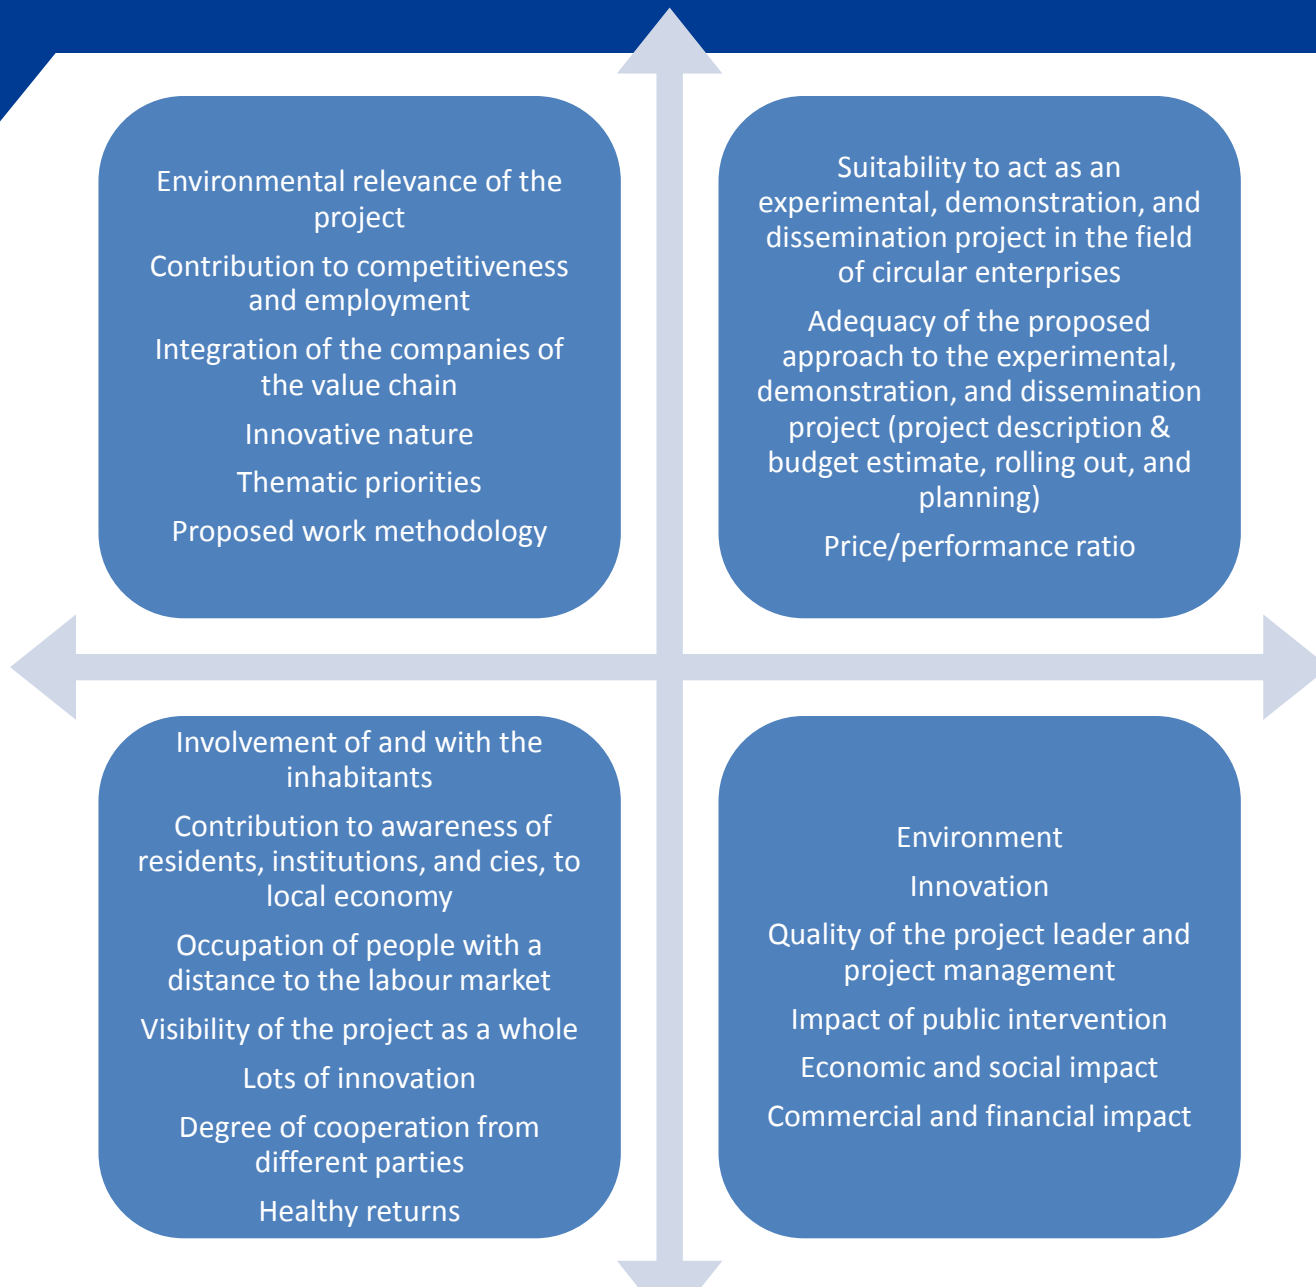 Environmental relevance of the
project
Contribution to competitiveness
and employment
Integration of the companies of
the value chain
Innovative nature
Thematic priorities
Proposed work methodology
Suitability to act as an
experimental, demonstration, and
dissemination project in the field
of circular enterprises
Adequacy of the proposed
approach to the experimental,
demonstration, and dissemination
project (project description &
budget estimate, rolling out, and
planning)
Price/performance ratio
Involvement of and with the
inhabitants
Contribution to awareness of
residents, institutions, and cies, to
local economy
Occupation of people with a
distance to the labour market
Visibility of the project as a whole
Lots of innovation
Degree of cooperation from
different parties
Healthy returns
Environment
Innovation
Quality of the project leader and
project management
Impact of public intervention
Economic and social impact
Commercial and financial impact